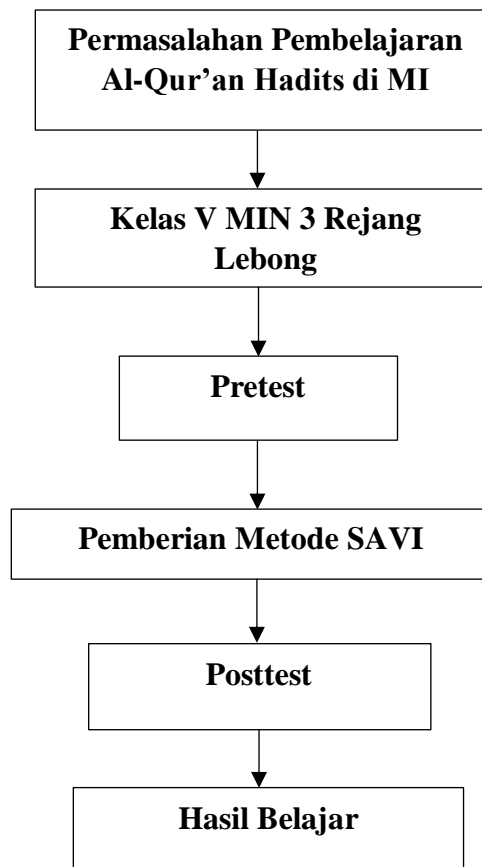 Permasalahan Pembelajaran
Al-Qur’an Hadits di MI
Kelas V MIN 3 Rejang
Lebong
Pretest
Pemberian Metode SAVI
Posttest
Hasil Belajar